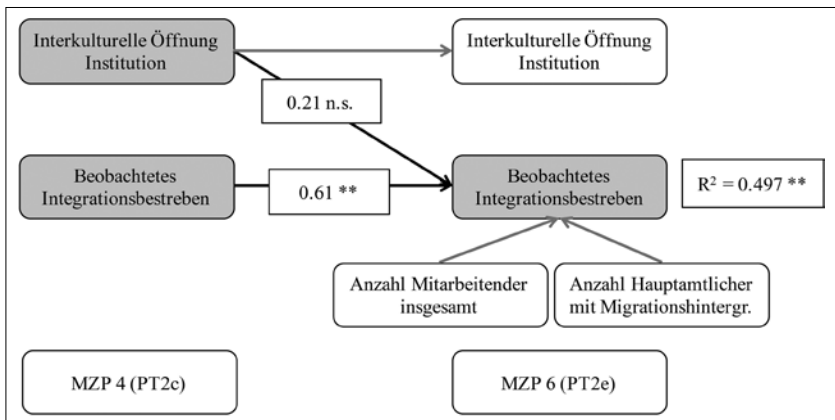 Interkulturelle Öffnung
Institution
Interkulturelle Öffnung
Institution
0.21 n.s.
Beobachtetes
Integrationsbestreben
0.61 **
Beobachtetes
Integrationsbestreben
R² = 0.497 **
Anzahl Mitarbeitender
insgesamt
Anzahl Hauptamtlicher
mit Migrationshintergr.
MZP 4 (PT2c)
MZP 6 (PT2e)